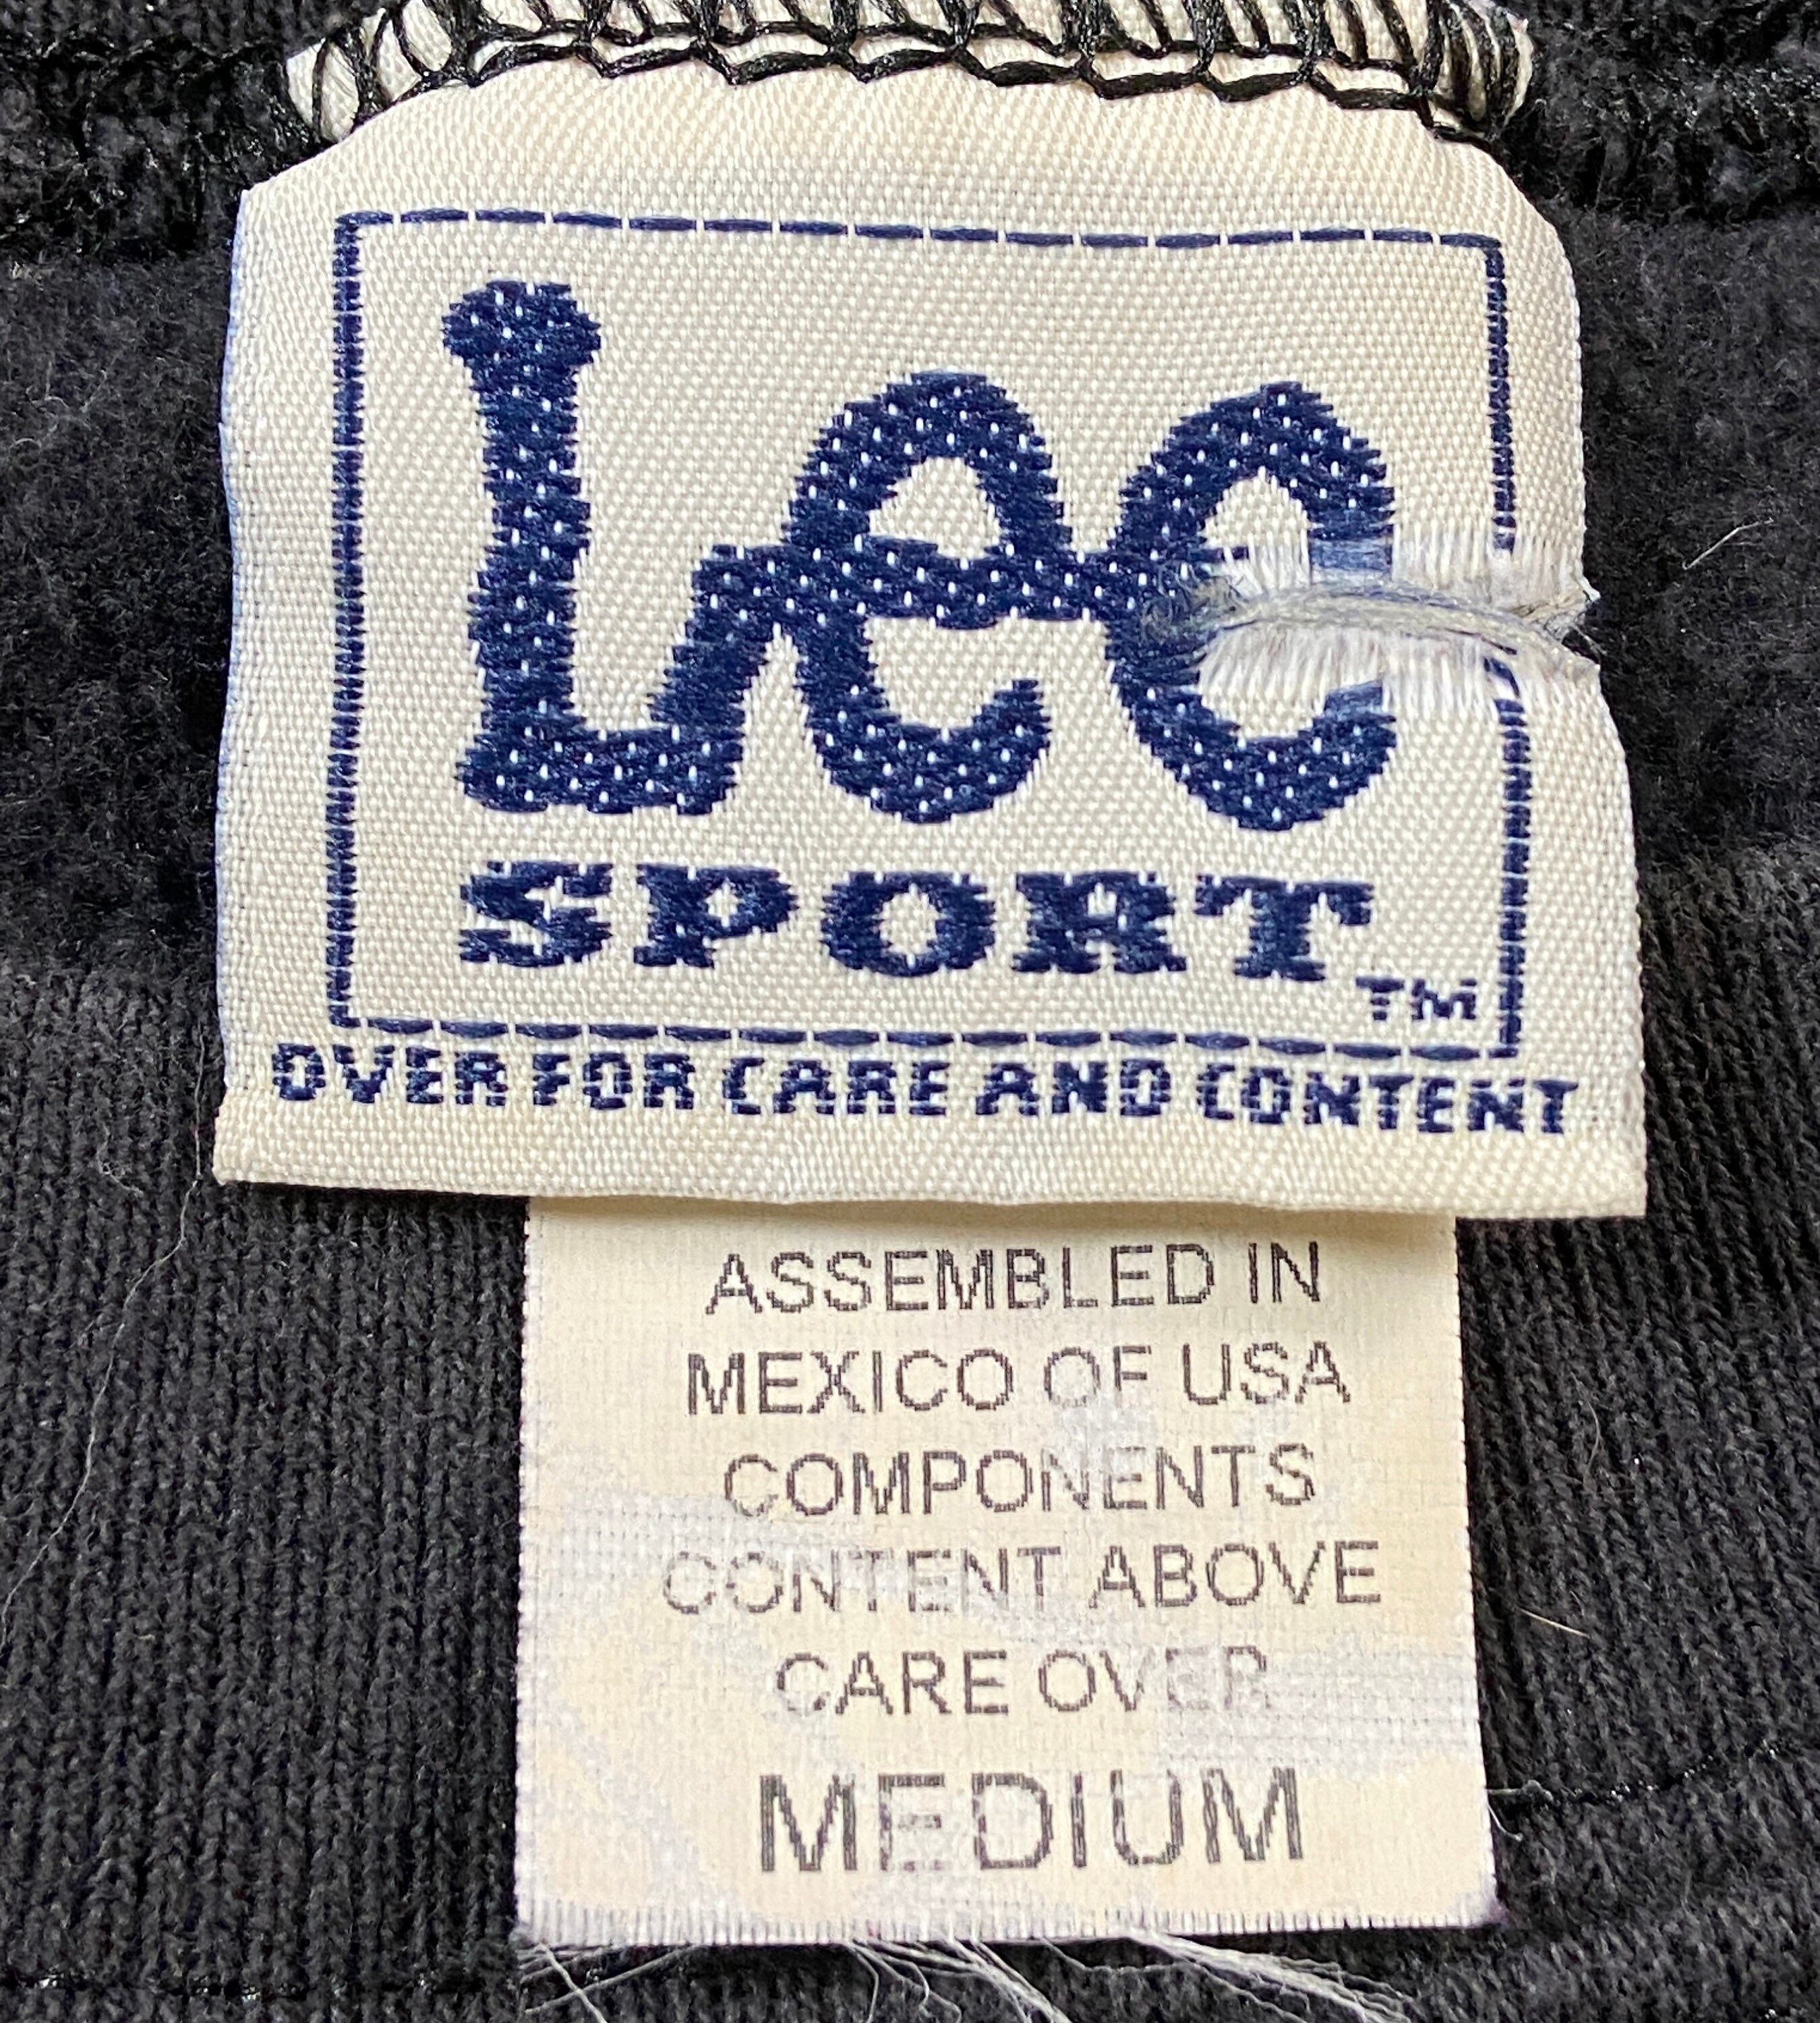 Lee
SPORT TM
OVER FOR CARE AND CONTENT
ASSEMBLED IN
MEXICO OF USA
COMPONENTS
CONTENT ABOVE
CARE OVER
MEDIUM